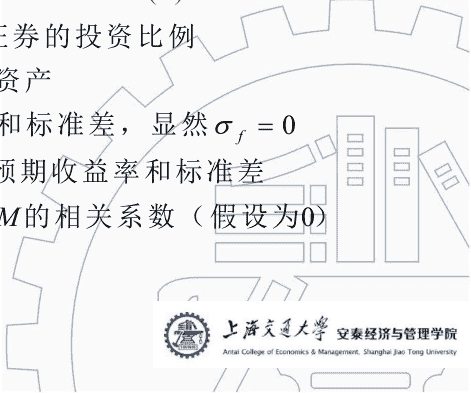 证券的投资比例
资产
和标准差，显然σ_f = 0
预期收益率和标准差
M的相关系数（假设为0）
上海交通大学 安泰经济与管理学院
Antai College of Economics & Management, Shanghai Jiao Tong University